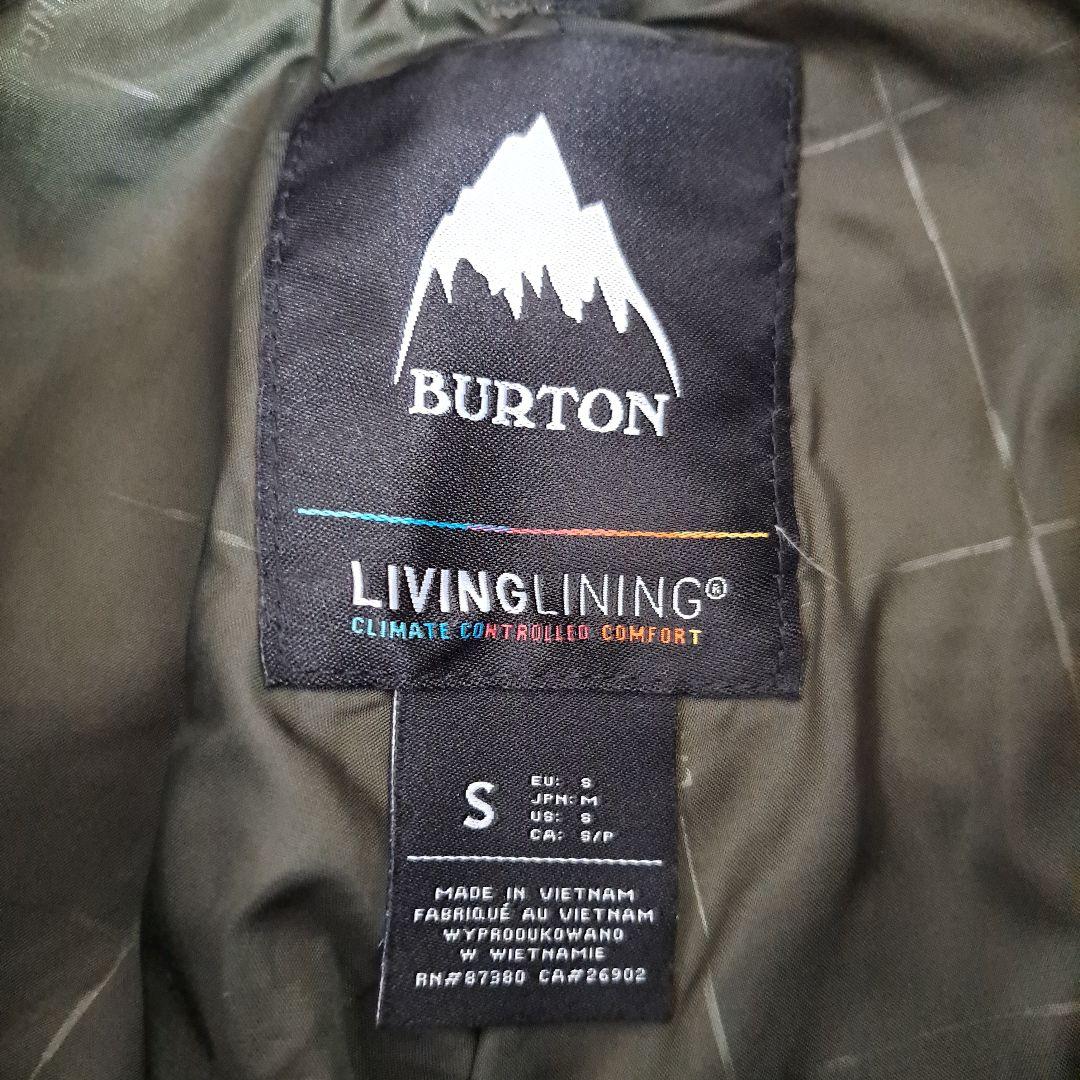 BURTON
LIVINGLINING®
CLIMATE CONTROLLED COMFORT
S
EU: S
JPN: M
US: S
CA: S/P
MADE IN VIETNAM
FABRIQUÉ AU VIETNAM
WYPRODUKOWANO
W WIETNAMIE
RN#87380 CA#26902